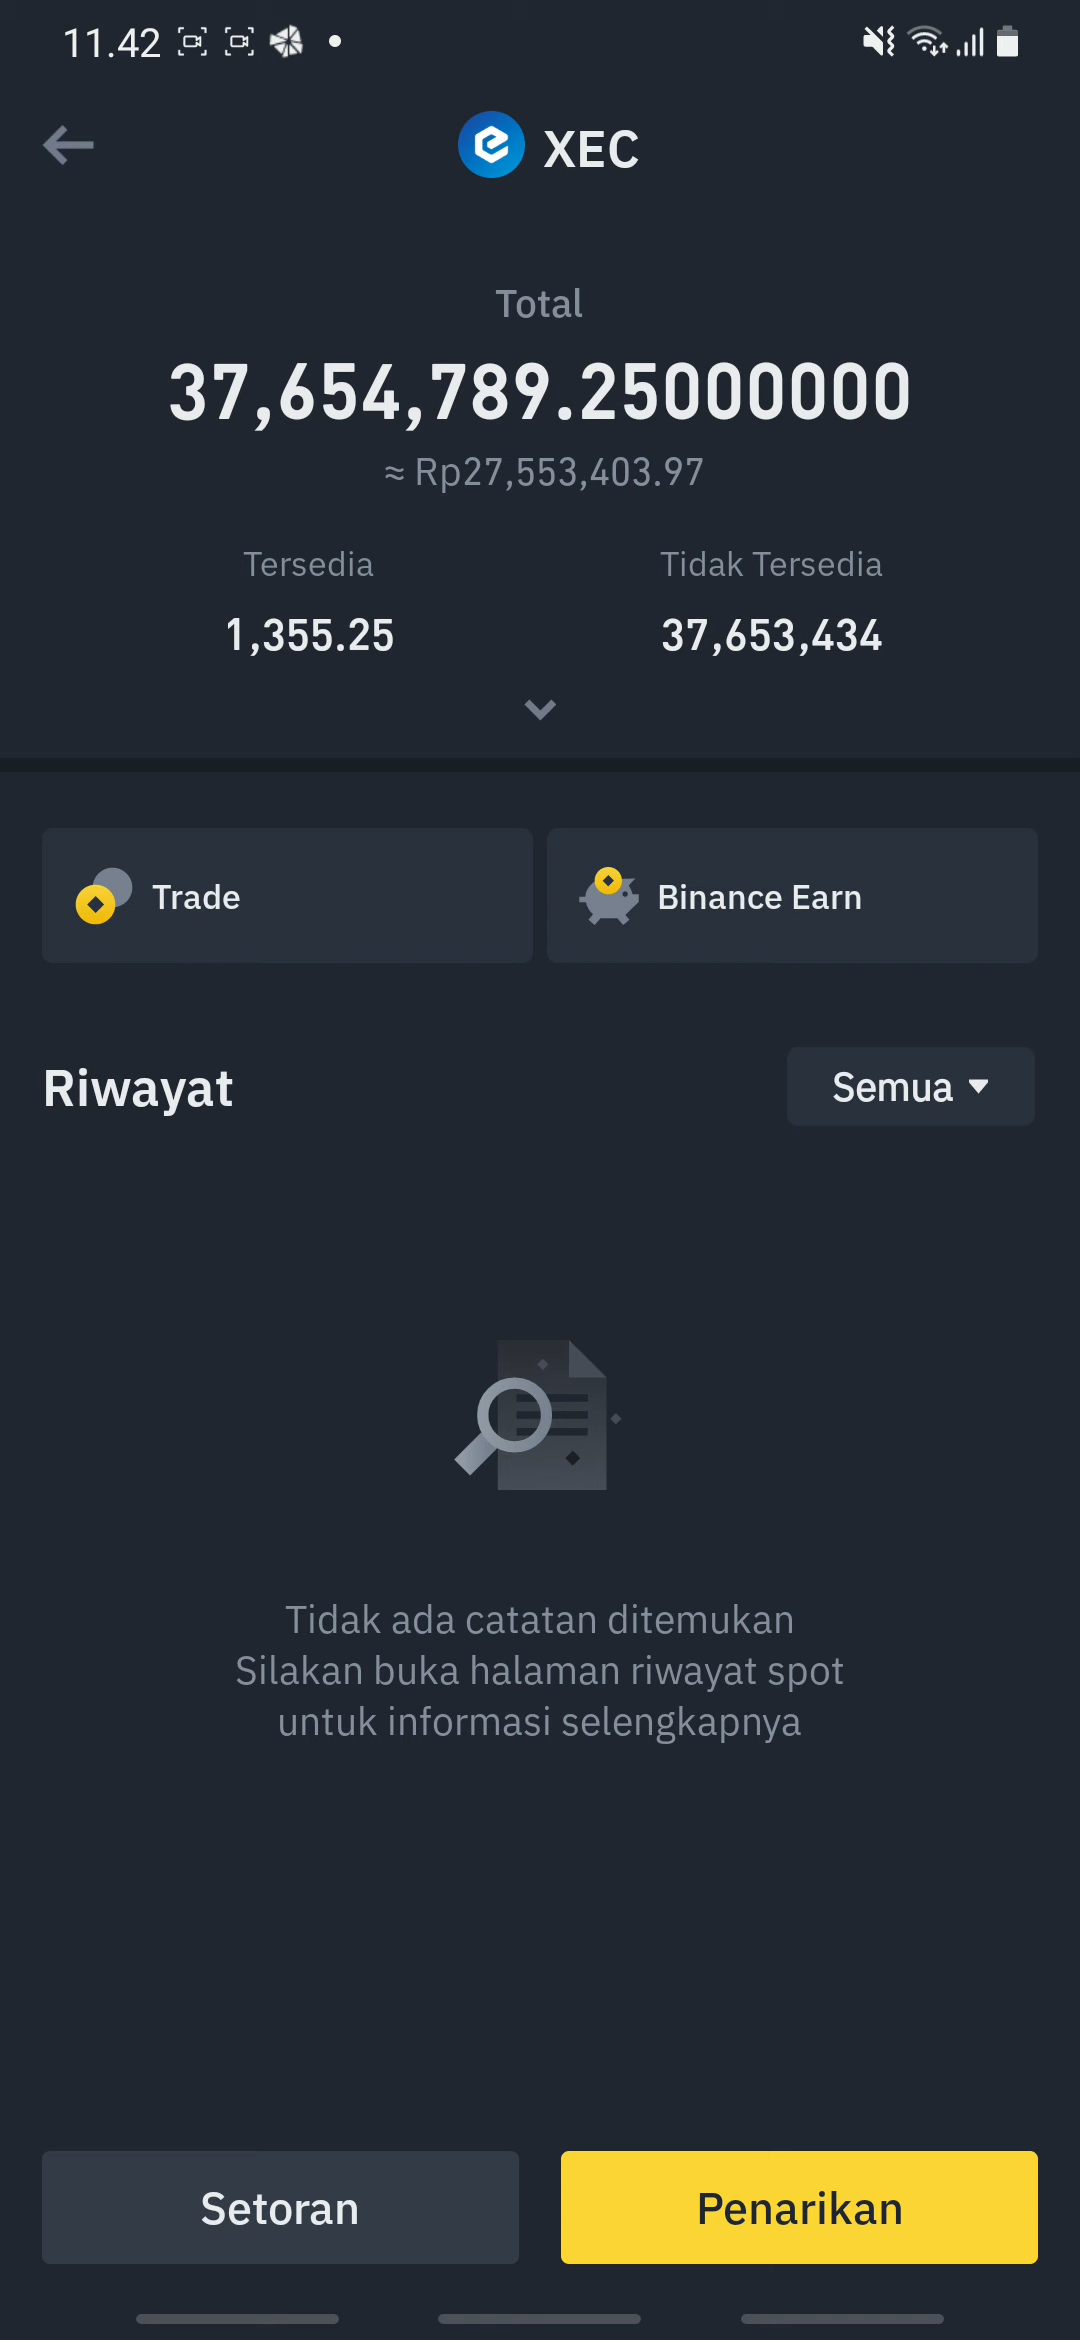 11.42
XEC
Total
37,654,789.25000000
≈ Rp27,553,403.97
Tersedia Tidak Tersedia
1,355.25 37,653,434
Trade Binance Earn
Riwayat Semua
Tidak ada catatan ditemukan
Silakan buka halaman riwayat spot
untuk informasi selengkapnya
Setoran Penarikan